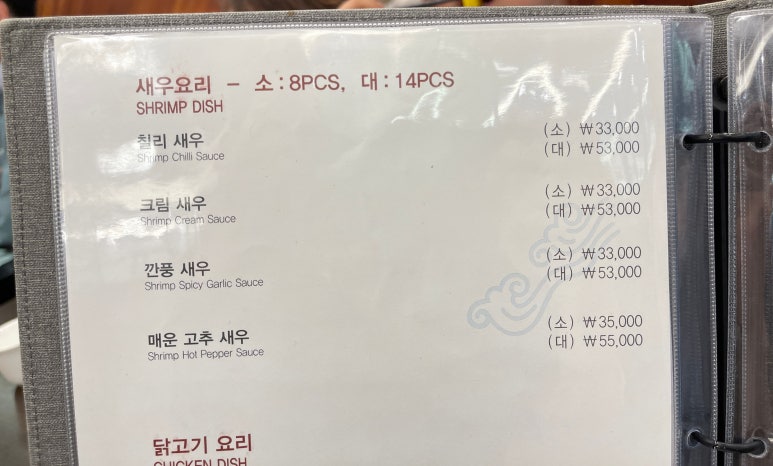 새우요리 - 소:8PCS, 대:14PCS
SHRIMP DISH
칠리 새우
Shrimp Chilli Sauce
(소) ₩33,000
(대) ₩53,000
크림 새우
Shrimp Cream Sauce
(소) ₩33,000
(대) ₩53,000
깐풍 새우
Shrimp Spicy Garlic Sauce
(소) ₩33,000
(대) ₩53,000
매운 고추 새우
Shrimp Hot Pepper Sauce
(소) ₩35,000
(대) ₩55,000
닭고기 요리
CHICKEN DISH